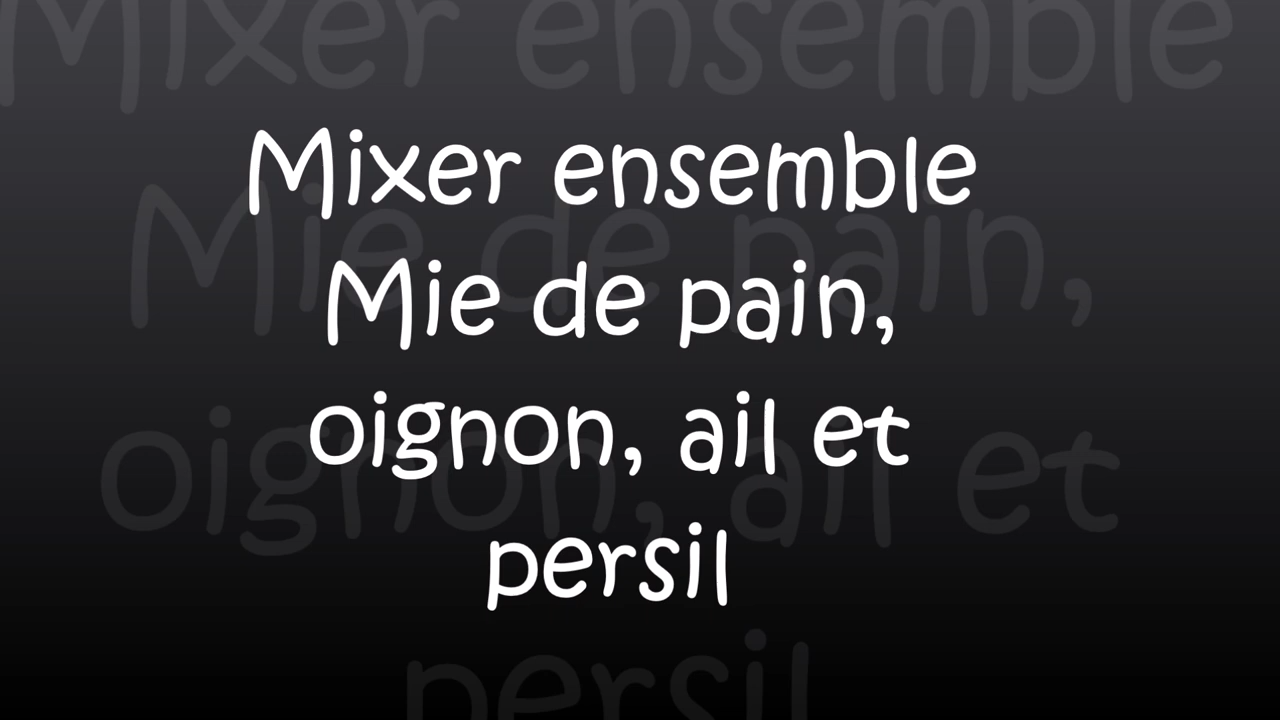 Mixer ensemble
Mie de pain,
oignon, ail et
persil